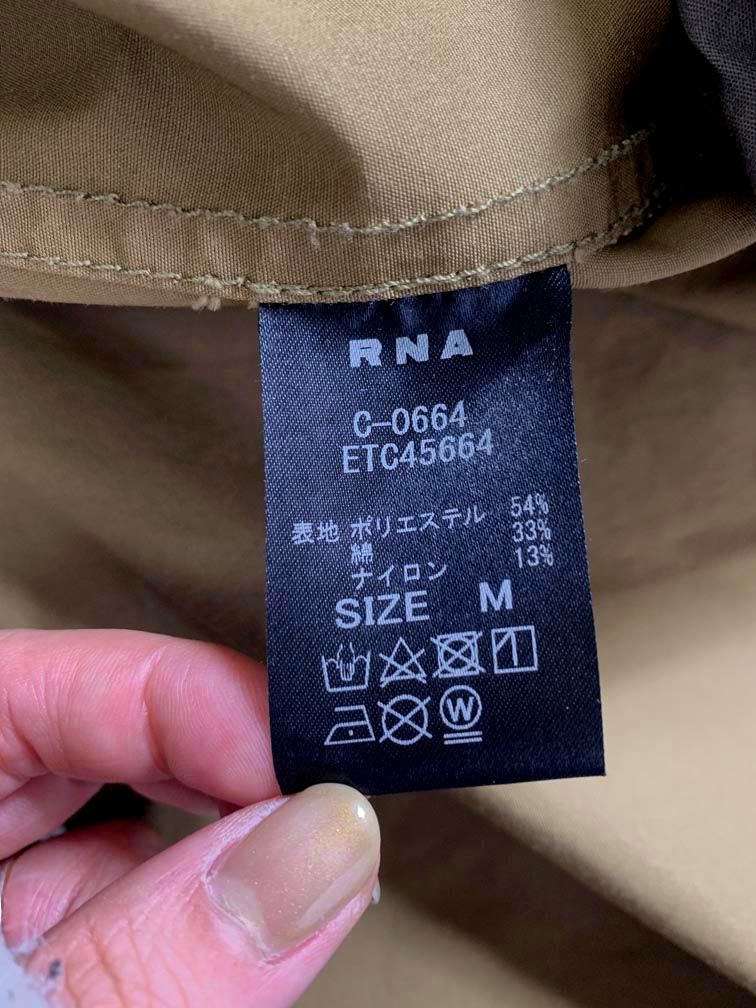 RNA
C-0664
ETC45664
表地 ポリエステル 54%
綿 33%
ナイロン 13%
SIZE M
W